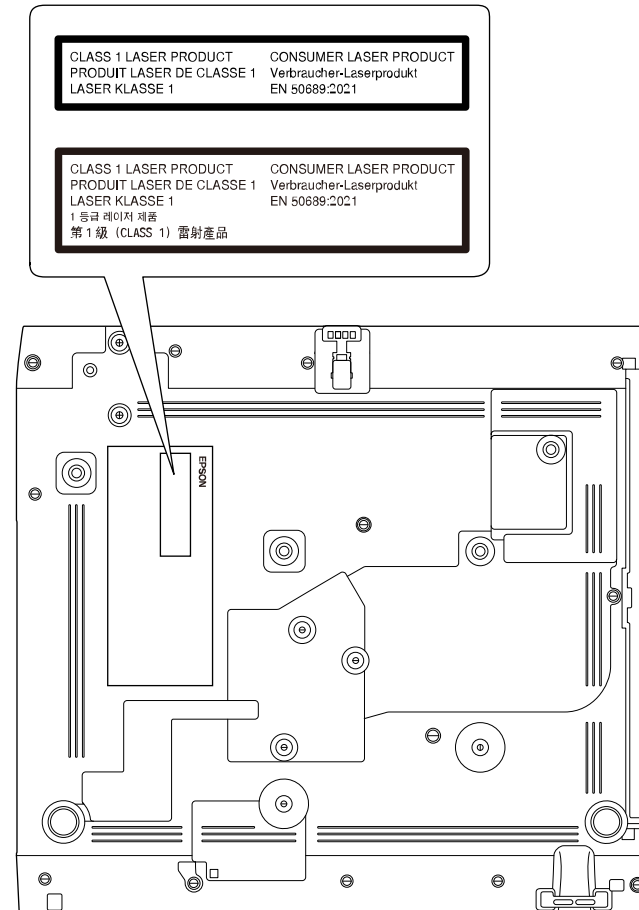 CLASS 1 LASER PRODUCT CONSUMER LASER PRODUCT
PRODUIT LASER DE CLASSE 1 Verbraucher-Laserprodukt
LASER KLASSE 1 EN 50689:2021
CLASS 1 LASER PRODUCT CONSUMER LASER PRODUCT
PRODUIT LASER DE CLASSE 1 Verbraucher-Laserprodukt
LASER KLASSE 1 EN 50689:2021
1 등급 레이저 제품
第1級 (CLASS 1) 雷射產品
EPSON